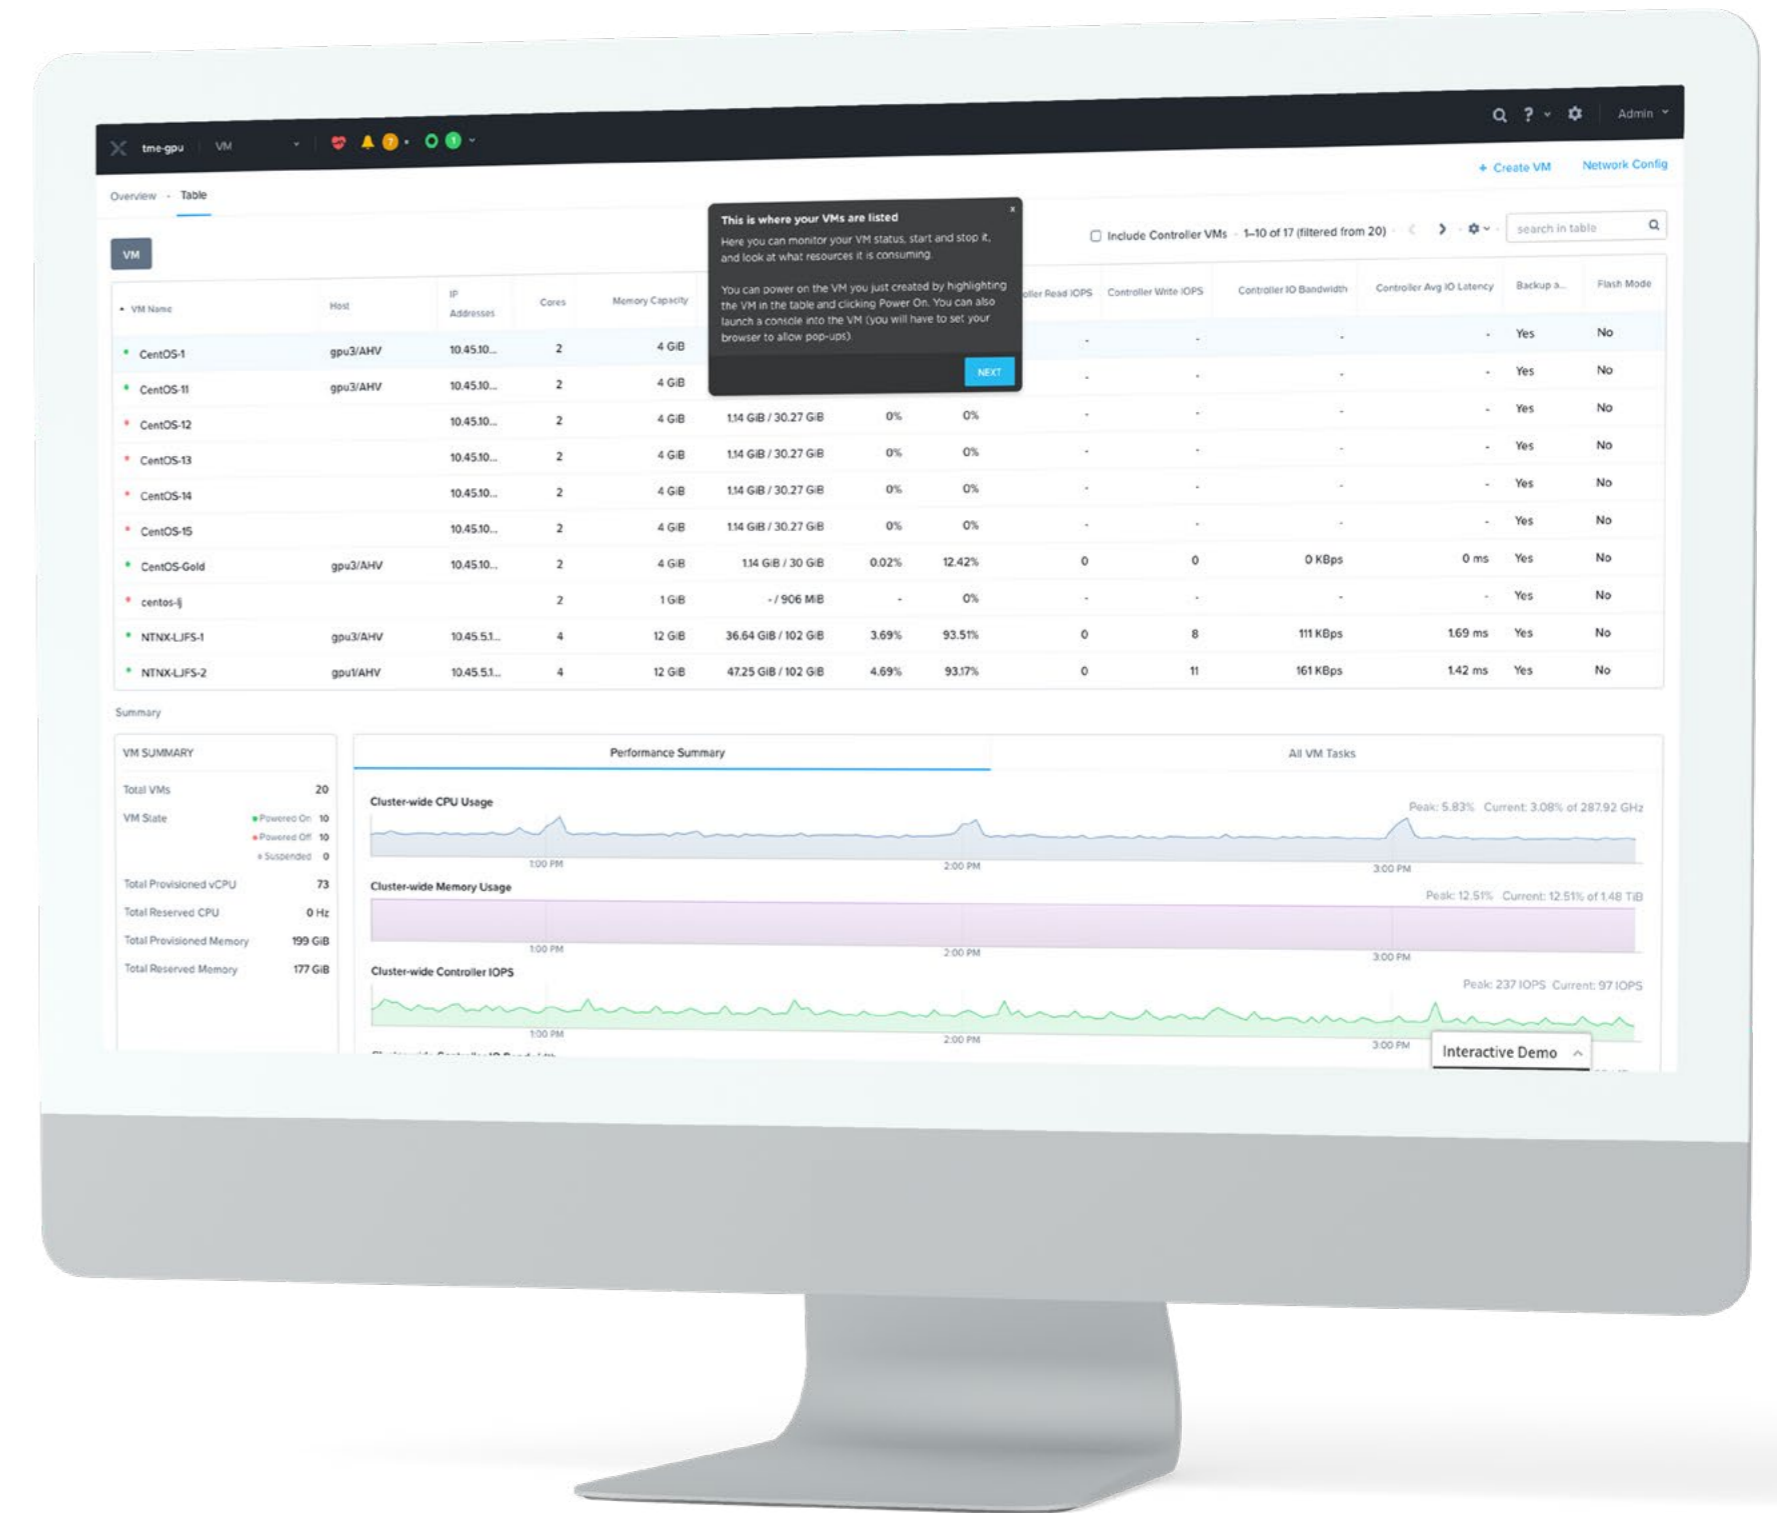 tme-gpu VM 7 1 ? Admin
+ Create VM Network Config
Overview - Table
VM
This is where your VMs are listed x
Here you can monitor your VM status, start and stop it,
and look at what resources it is consuming.
You can power on the VM you just created by highlighting
the VM in the table and clicking Power On. You can also
launch a console into the VM (you will have to set your
browser to allow pop-ups)
NEXT
Include Controller VMs · 1–10 of 17 (filtered from 20) search in table
VM Name Host IP Addresses Cores Memory Capacity Read IOPS Controller Write IOPS Controller IO Bandwidth Controller Avg IO Latency Backup a... Flash Mode
CentOS-1 gpu3/AHV 10.45.10... 2 4 GiB - - - - Yes No
CentOS-11 gpu3/AHV 10.45.10... 2 4 GiB - - - - Yes No
CentOS-12 10.45.10... 2 4 GiB 1.14 GiB / 30.27 GiB 0% 0% - - - - Yes No
CentOS-13 10.45.10... 2 4 GiB 1.14 GiB / 30.27 GiB 0% 0% - - - - Yes No
CentOS-14 10.45.10... 2 4 GiB 1.14 GiB / 30.27 GiB 0% 0% - - - - Yes No
CentOS-15 10.45.10... 2 4 GiB 1.14 GiB / 30.27 GiB 0% 0% - - - - Yes No
CentOS-Gold gpu3/AHV 10.45.10... 2 4 GiB 1.14 GiB / 30 GiB 0.02% 12.42% 0 0 0 KBps 0 ms Yes No
centos-lj 2 1 GiB - / 906 MiB - 0% - - - - Yes No
NTNX-LJFS-1 gpu3/AHV 10.45.5.1... 4 12 GiB 36.64 GiB / 102 GiB 3.69% 93.51% 0 8 111 KBps 1.69 ms Yes No
NTNX-LJFS-2 gpu1/AHV 10.45.5.1... 4 12 GiB 47.25 GiB / 102 GiB 4.69% 93.17% 0 11 161 KBps 1.42 ms Yes No
Summary
VM SUMMARY
Total VMs 20
VM State Powered On 10
Powered Off 10
Suspended 0
Total Provisioned vCPU 73
Total Reserved CPU 0 Hz
Total Provisioned Memory 199 GiB
Total Reserved Memory 177 GiB
Performance Summary All VM Tasks
Cluster-wide CPU Usage Peak: 5.83% Current: 3.08% of 287.92 GHz
1:00 PM 2:00 PM 3:00 PM
Cluster-wide Memory Usage Peak: 12.51% Current: 12.51% of 1.48 TiB
1:00 PM 2:00 PM 3:00 PM
Cluster-wide Controller IOPS Peak: 237 IOPS Current: 97 IOPS
1:00 PM 2:00 PM 3:00 PM
Interactive Demo